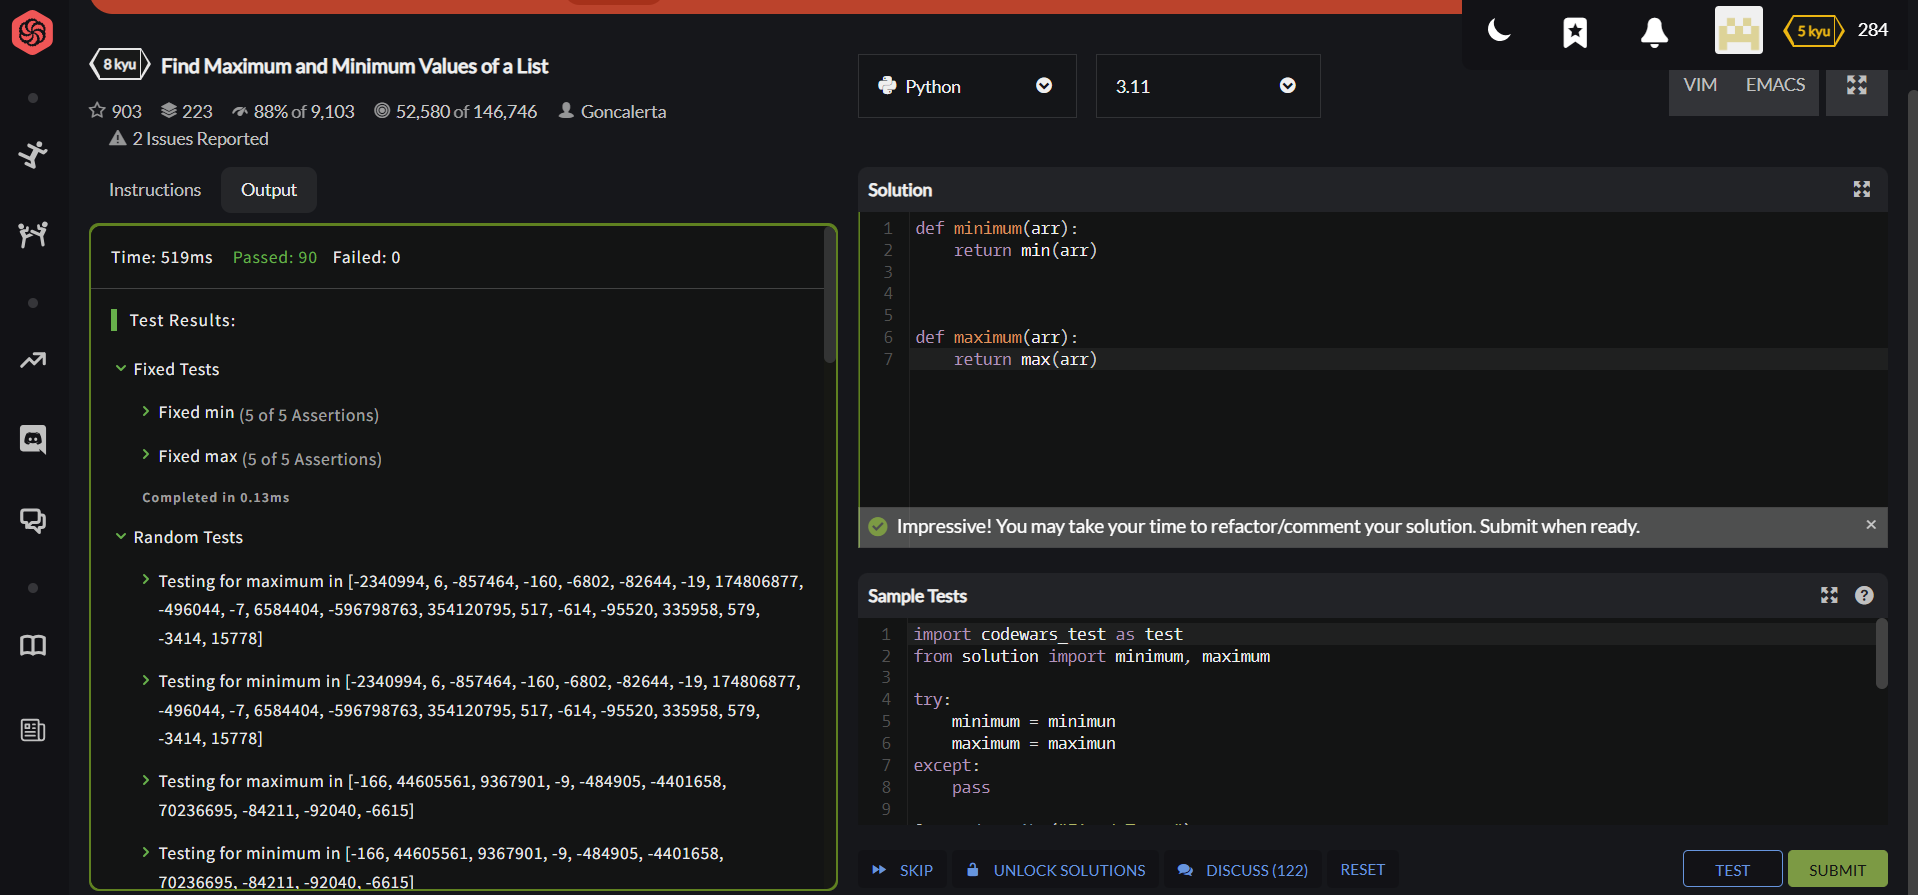 8 kyu
Find Maximum and Minimum Values of a List
903 223 88% of 9,103 52,580 of 146,746 Goncalerta
2 Issues Reported
Python
3.11
5 kyu
284
VIM
EMACS
Instructions
Output
Time: 519ms Passed: 90 Failed: 0
Test Results:
Fixed Tests
Fixed min (5 of 5 Assertions)
Fixed max (5 of 5 Assertions)
Completed in 0.13ms
Random Tests
Testing for maximum in [-2340994, 6, -857464, -160, -6802, -82644, -19, 174806877,
-496044, -7, 6584404, -596798763, 354120795, 517, -614, -95520, 335958, 579,
-3414, 15778]
Testing for minimum in [-2340994, 6, -857464, -160, -6802, -82644, -19, 174806877,
-496044, -7, 6584404, -596798763, 354120795, 517, -614, -95520, 335958, 579,
-3414, 15778]
Testing for maximum in [-166, 44605561, 9367901, -9, -484905, -4401658,
70236695, -84211, -92040, -6615]
Testing for minimum in [-166, 44605561, 9367901, -9, -484905, -4401658,
70236695, -84211, -92040, -6615]
Solution
1 def minimum(arr):
2     return min(arr)
3
4
5
6 def maximum(arr):
7     return max(arr)
Impressive! You may take your time to refactor/comment your solution. Submit when ready.
Sample Tests
1 import codewars_test as test
2 from solution import minimum, maximum
3
4 try:
5     minimum = minimun
6     maximum = maximun
7 except:
8     pass
9
SKIP
UNLOCK SOLUTIONS
DISCUSS (122)
RESET
TEST
SUBMIT